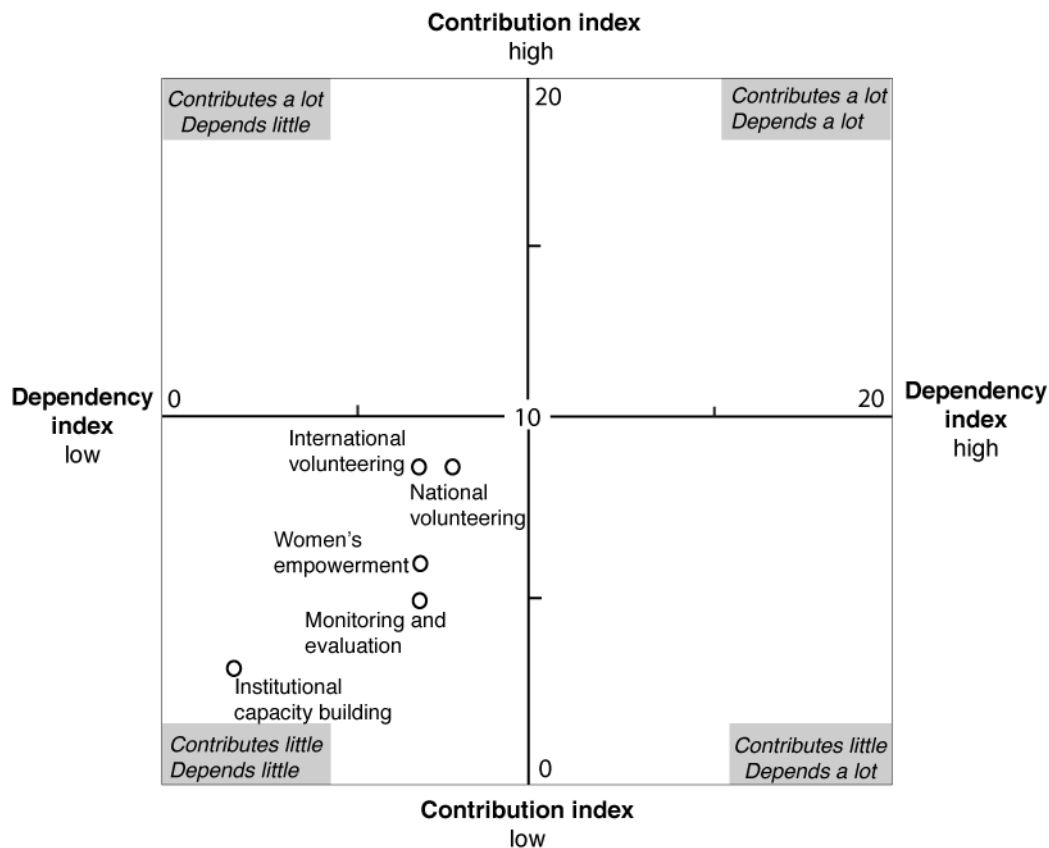 Contribution index
high
Contributes a lot
Depends little
20
Contributes a lot
Depends a lot
Dependency
index
low
0
10
20
Dependency
index
high
International
volunteering
National
volunteering
Women's
empowerment
Monitoring and
evaluation
Institutional
capacity building
Contributes little
Depends little
0
Contributes little
Depends a lot
Contribution index
low